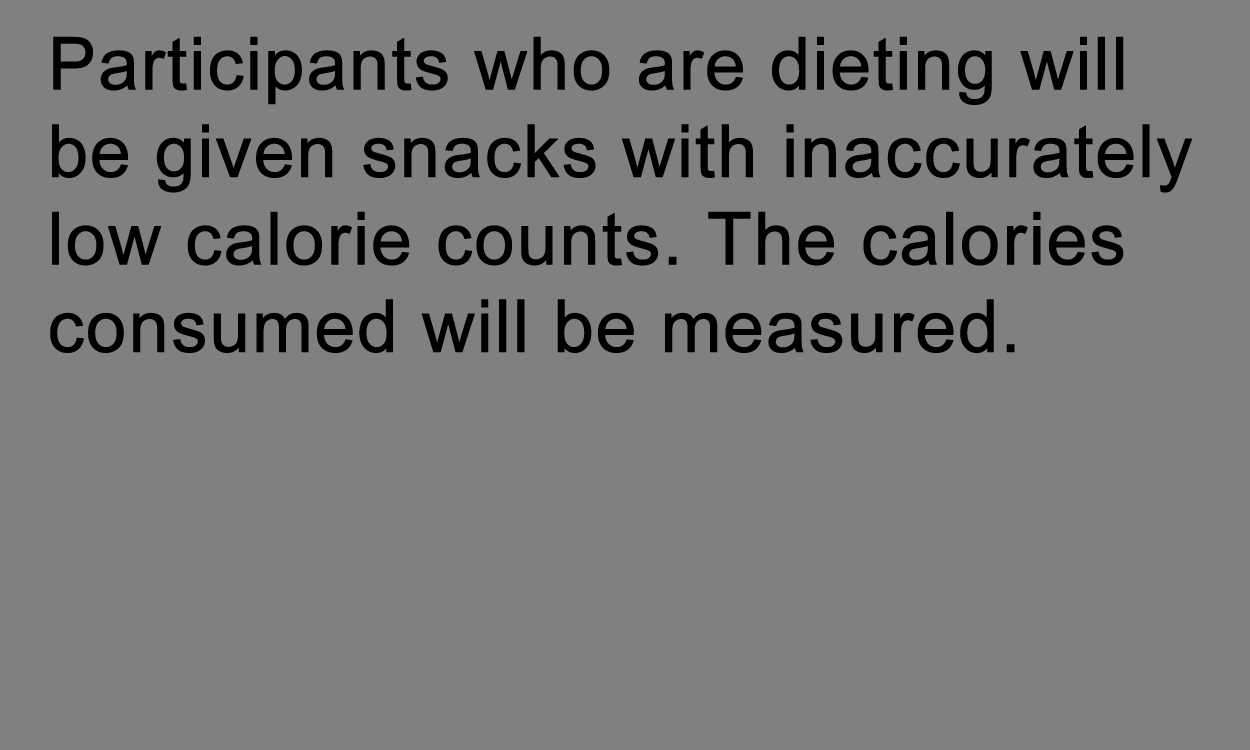 Participants who are dieting will
be given snacks with inaccurately
low calorie counts. The calories
consumed will be measured.